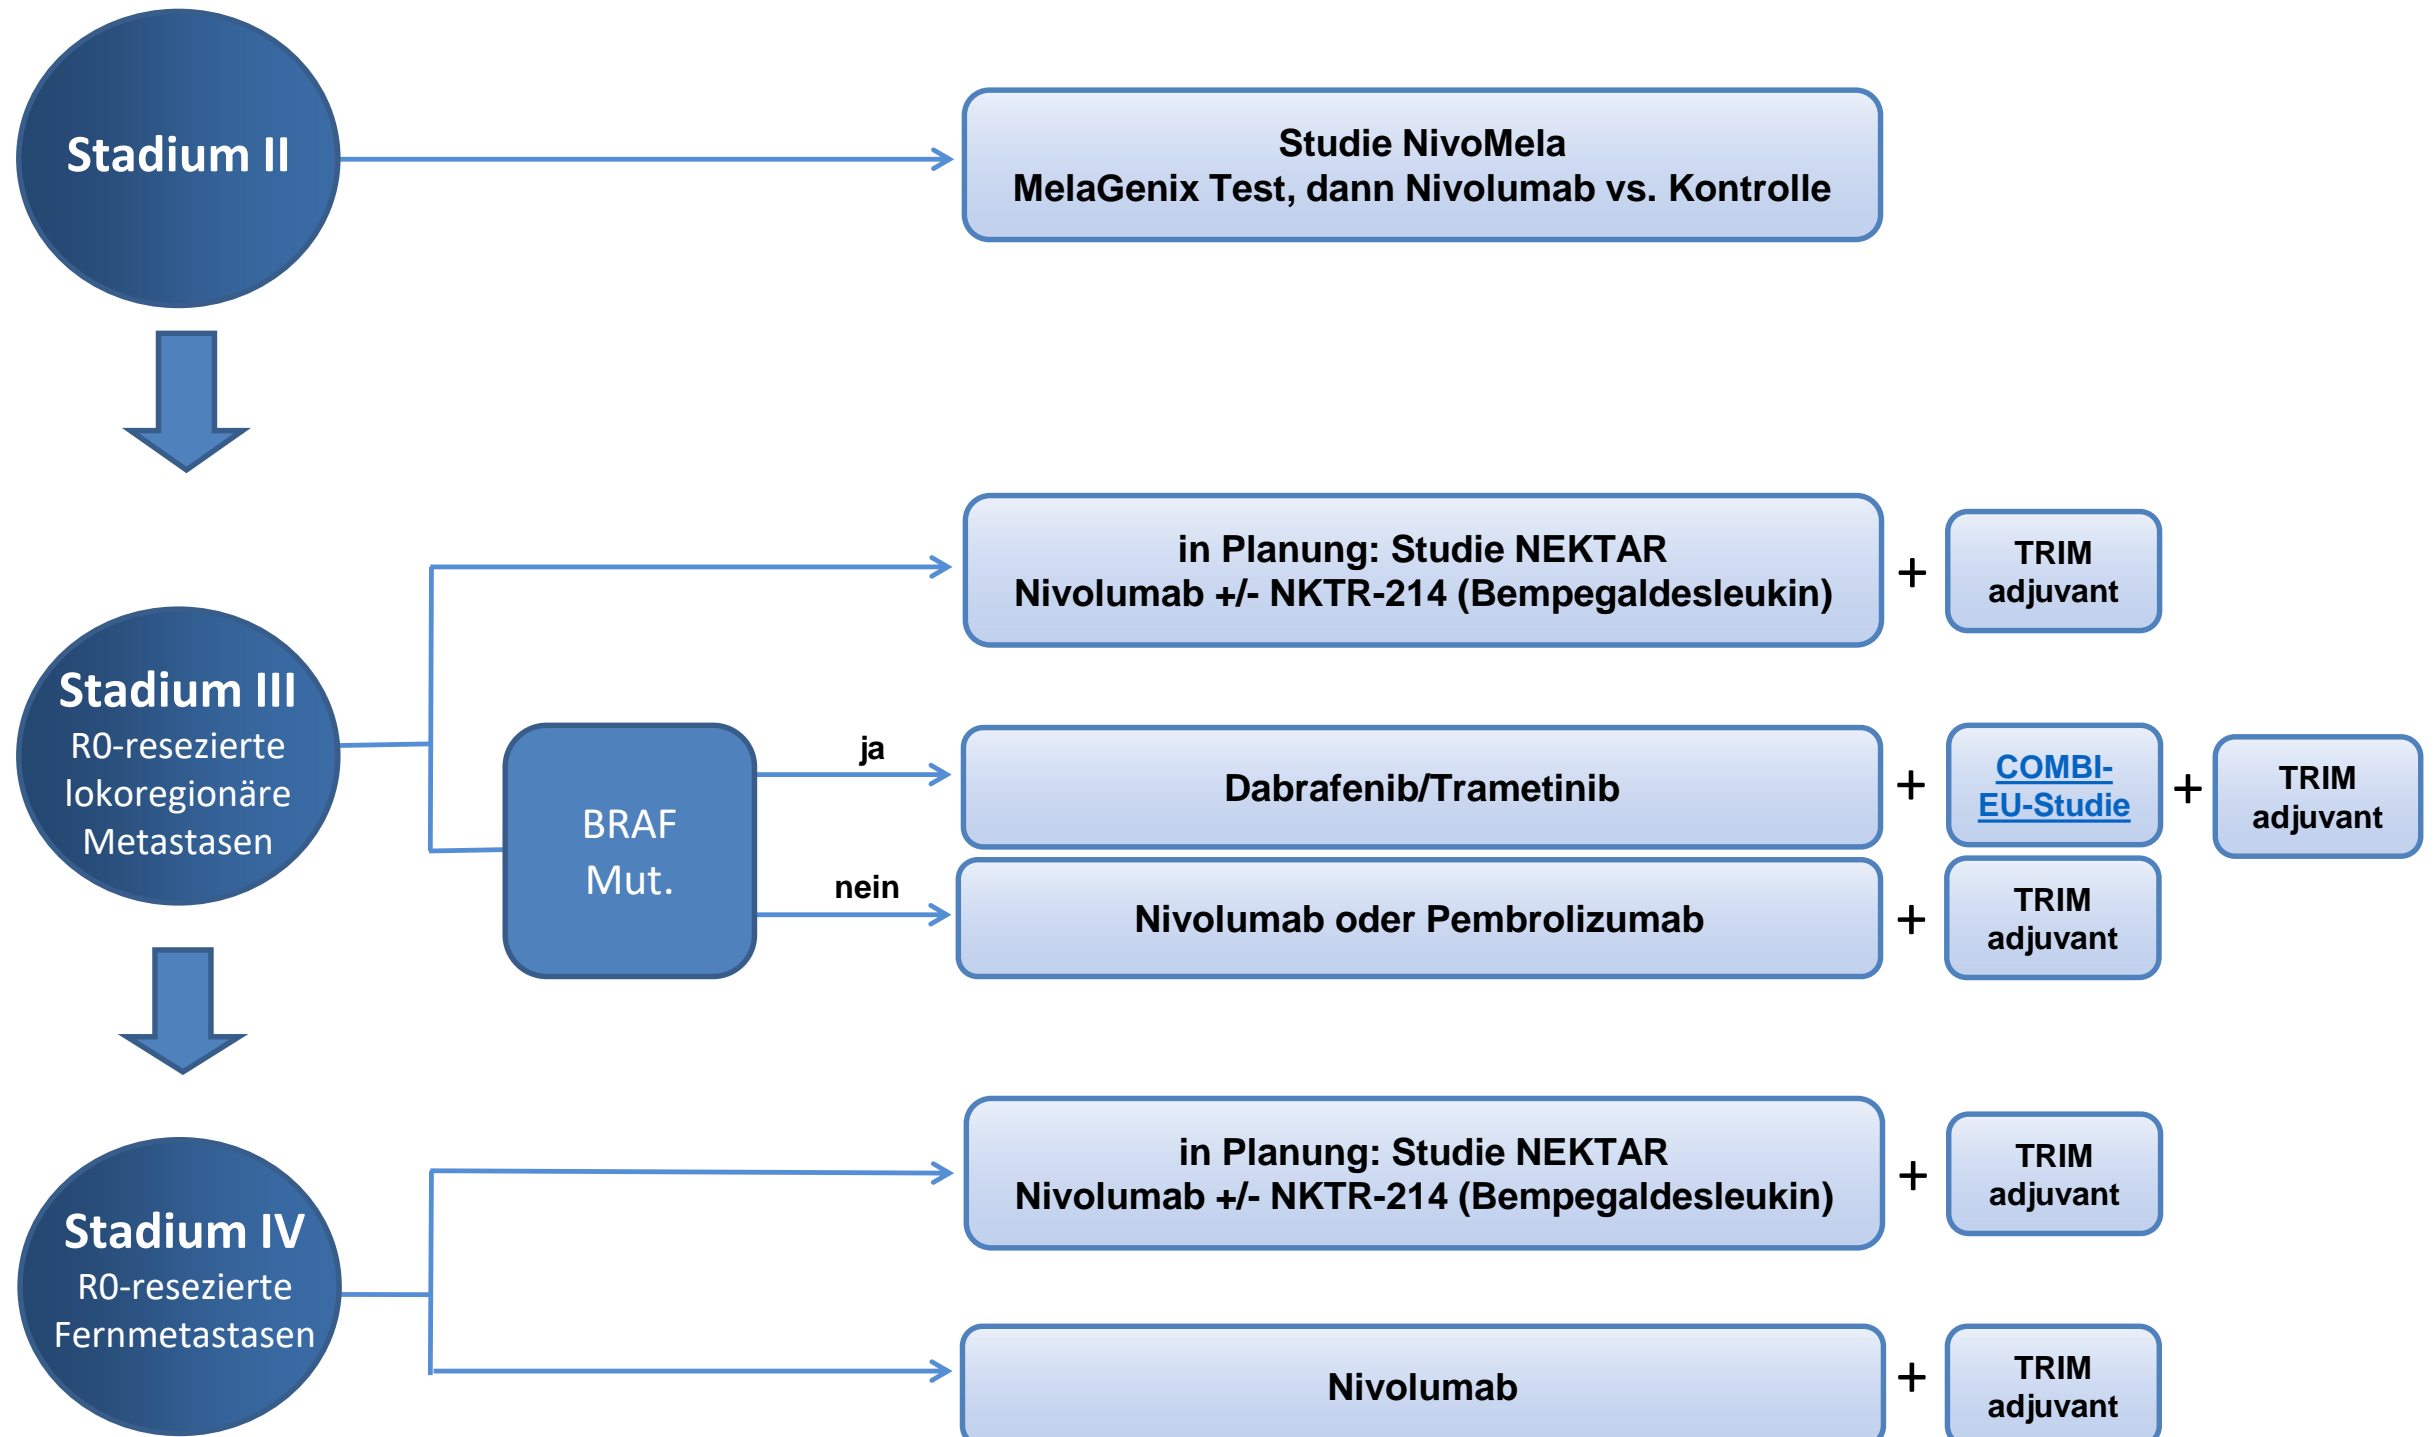 Stadium II
Studie NivoMela
MelaGenix Test, dann Nivolumab vs. Kontrolle
in Planung: Studie NEKTAR
Nivolumab +/- NKTR-214 (Bempegaldesleukin)
+
TRIM
adjuvant
Stadium III
R0-resezierte
lokoregionäre
Metastasen
BRAF
Mut.
ja
Dabrafenib/Trametinib
+
COMBI-
EU-Studie
+
TRIM
adjuvant
nein
Nivolumab oder Pembrolizumab
+
TRIM
adjuvant
Stadium IV
R0-resezierte
Fernmetastasen
in Planung: Studie NEKTAR
Nivolumab +/- NKTR-214 (Bempegaldesleukin)
+
TRIM
adjuvant
Nivolumab
+
TRIM
adjuvant